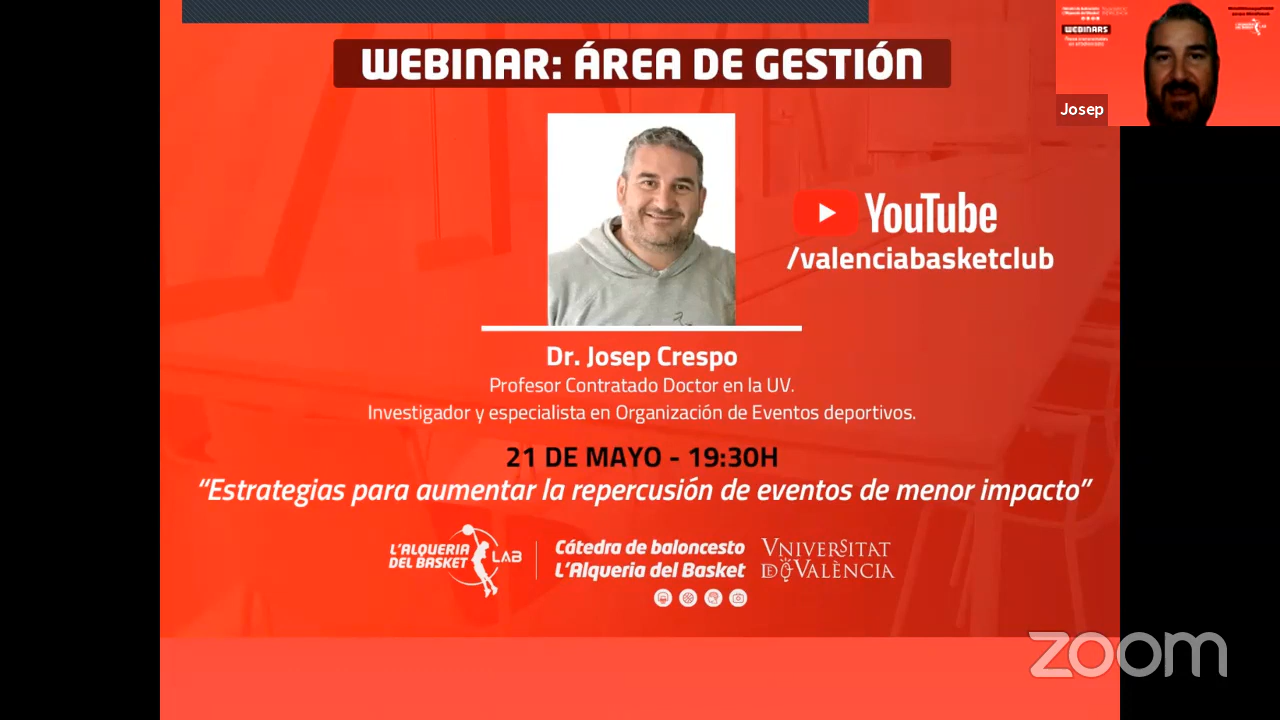 WEBINAR: ÁREA DE GESTIÓN
WEBINARS
Josep
YouTube
/valenciabasketclub
Dr. Josep Crespo
Profesor Contratado Doctor en la UV.
Investigador y especialista en Organización de Eventos deportivos.
21 DE MAYO - 19:30H
“Estrategias para aumentar la repercusión de eventos de menor impacto”
L'ALQUERIA
DEL BASKET
LAB
Cátedra de baloncesto
L'Alqueria del Basket
VNIVERSITAT
DE VALÈNCIA
zoom